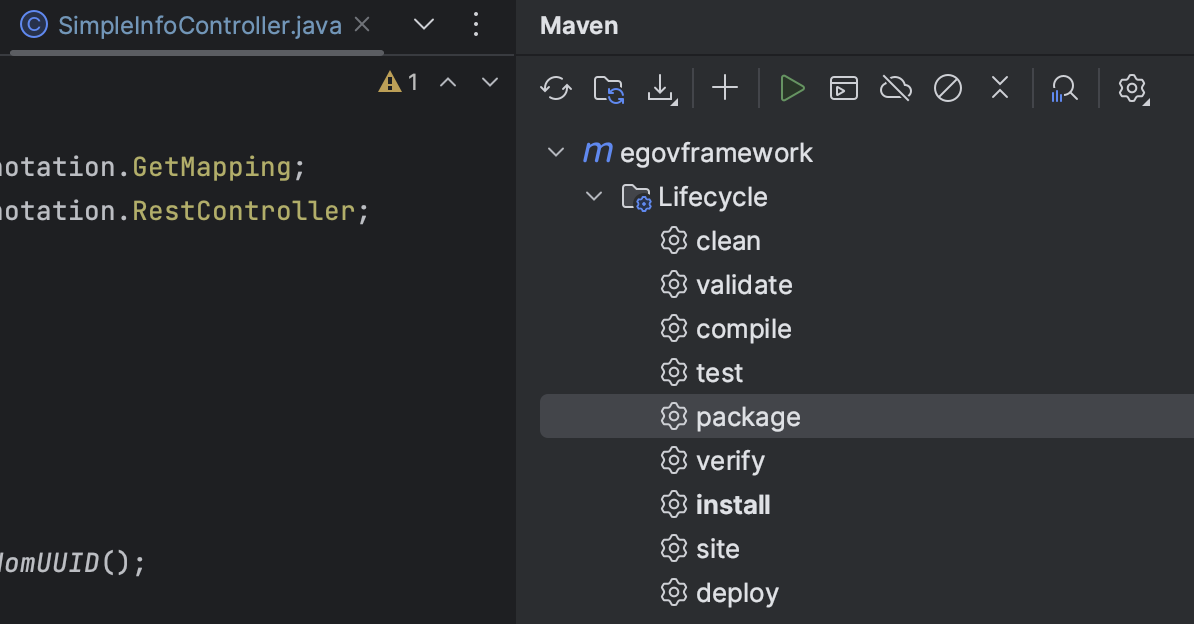 SimpleInfoController.java
1
notation.GetMapping;
notation.RestController;
domUUID();
Maven
egovframework
Lifecycle
clean
validate
compile
test
package
verify
install
site
deploy